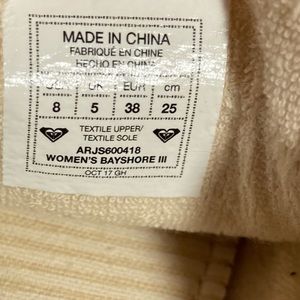 MADE IN CHINA
FABRIQUÉ EN CHINE
HECHO EN CHINA
UK EUR cm
8 5 38 25
TEXTILE UPPER/
TEXTILE SOLE
ARJS600418
WOMEN'S BAYSHORE III
OCT 17 GH